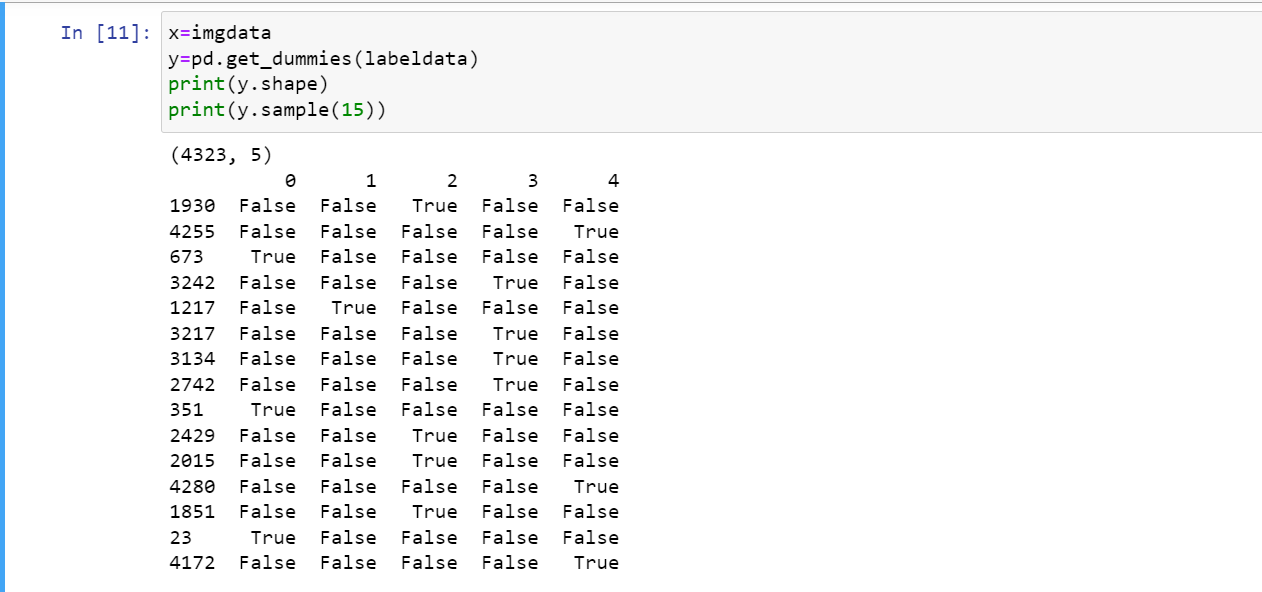 In [11]: x=imgdata
y=pd.get_dummies(labeldata)
print(y.shape)
print(y.sample(15))
(4323, 5)
0 1 2 3 4
1930 False False True False False
4255 False False False False True
673 True False False False False
3242 False False False True False
1217 False True False False False
3217 False False False True False
3134 False False False True False
2742 False False False True False
351 True False False False False
2429 False False True False False
2015 False False True False False
4280 False False False False True
1851 False False True False False
23 True False False False False
4172 False False False False True